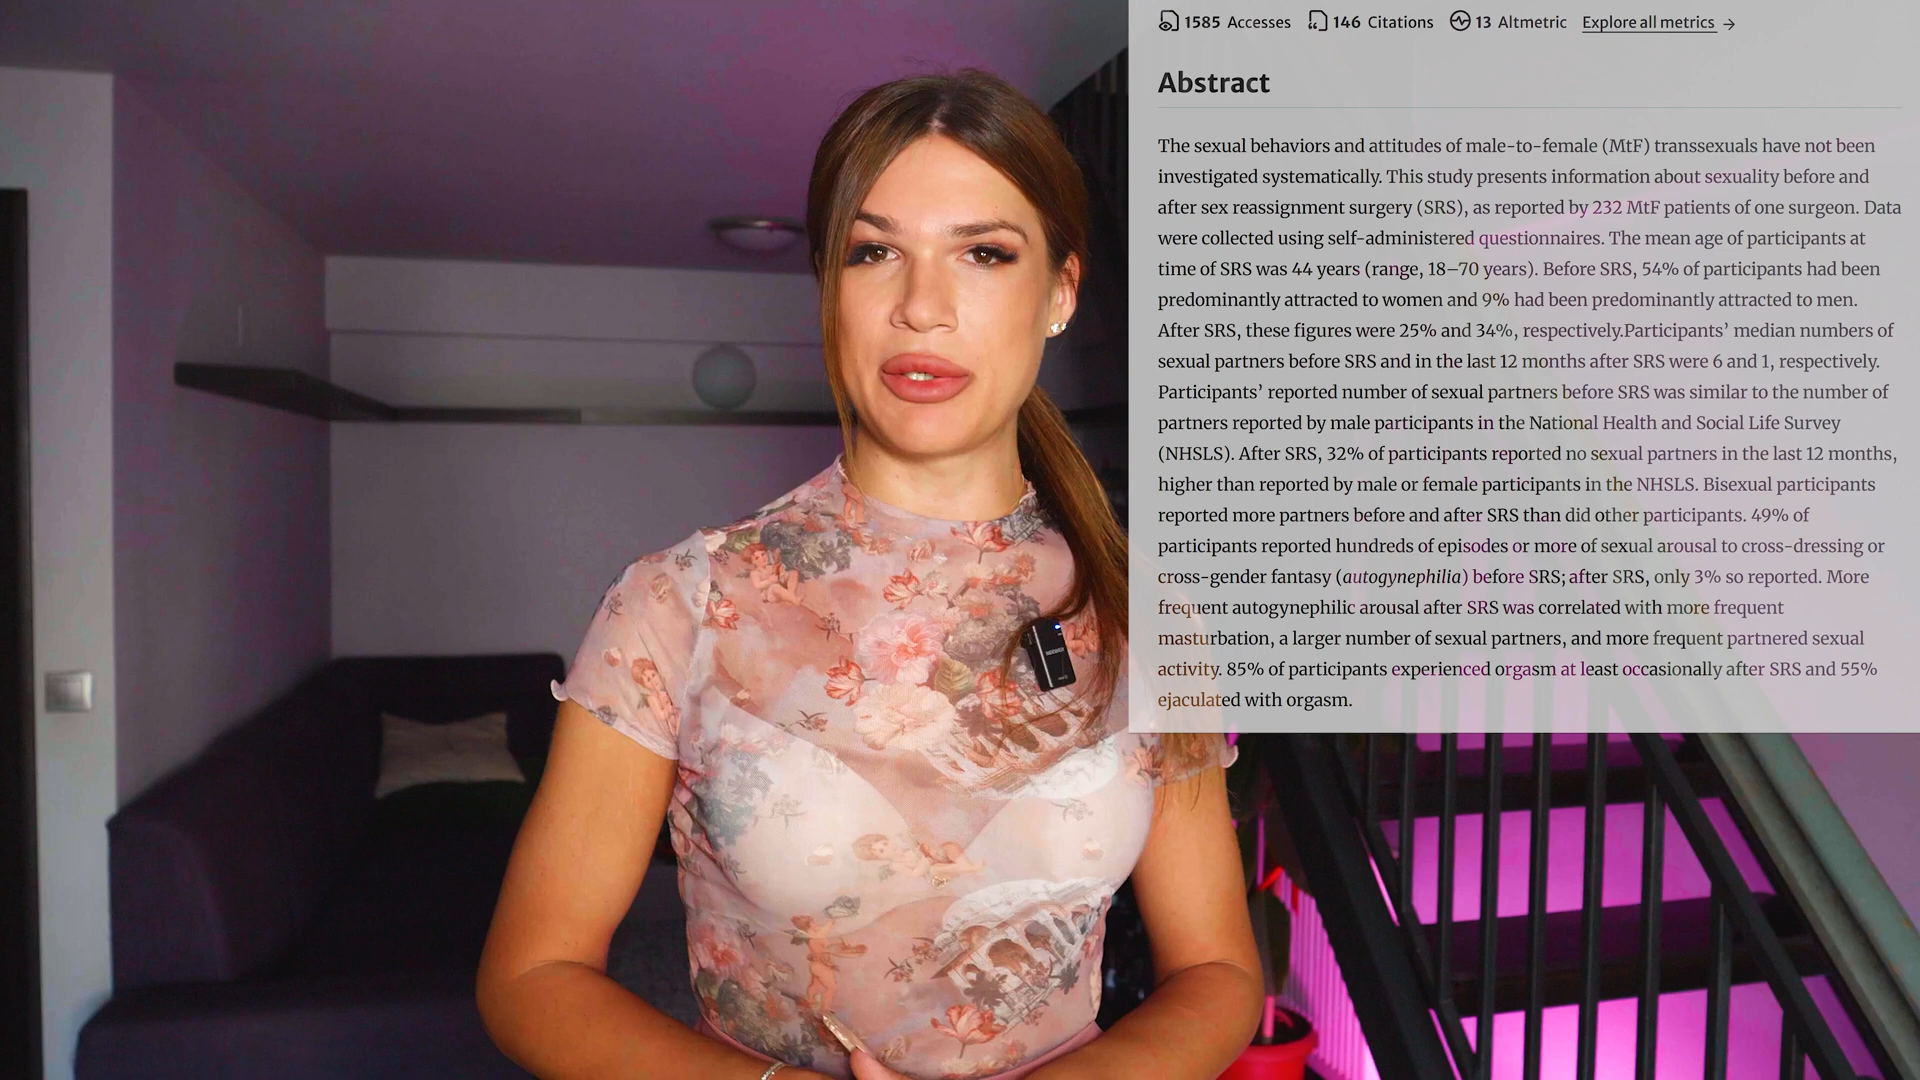 1585 Accesses 146 Citations 13 Altmetric Explore all metrics →
Abstract
The sexual behaviors and attitudes of male-to-female (MtF) transsexuals have not been
investigated systematically. This study presents information about sexuality before and
after sex reassignment surgery (SRS), as reported by 232 MtF patients of one surgeon. Data
were collected using self-administered questionnaires. The mean age of participants at
time of SRS was 44 years (range, 18–70 years). Before SRS, 54% of participants had been
predominantly attracted to women and 9% had been predominantly attracted to men.
After SRS, these figures were 25% and 34%, respectively.Participants’ median numbers of
sexual partners before SRS and in the last 12 months after SRS were 6 and 1, respectively.
Participants’ reported number of sexual partners before SRS was similar to the number of
partners reported by male participants in the National Health and Social Life Survey
(NHSLS). After SRS, 32% of participants reported no sexual partners in the last 12 months,
higher than reported by male or female participants in the NHSLS. Bisexual participants
reported more partners before and after SRS than did other participants. 49% of
participants reported hundreds of episodes or more of sexual arousal to cross-dressing or
cross-gender fantasy (autogynephilia) before SRS; after SRS, only 3% so reported. More
frequent autogynephilic arousal after SRS was correlated with more frequent
masturbation, a larger number of sexual partners, and more frequent partnered sexual
activity. 85% of participants experienced orgasm at least occasionally after SRS and 55%
ejaculated with orgasm.